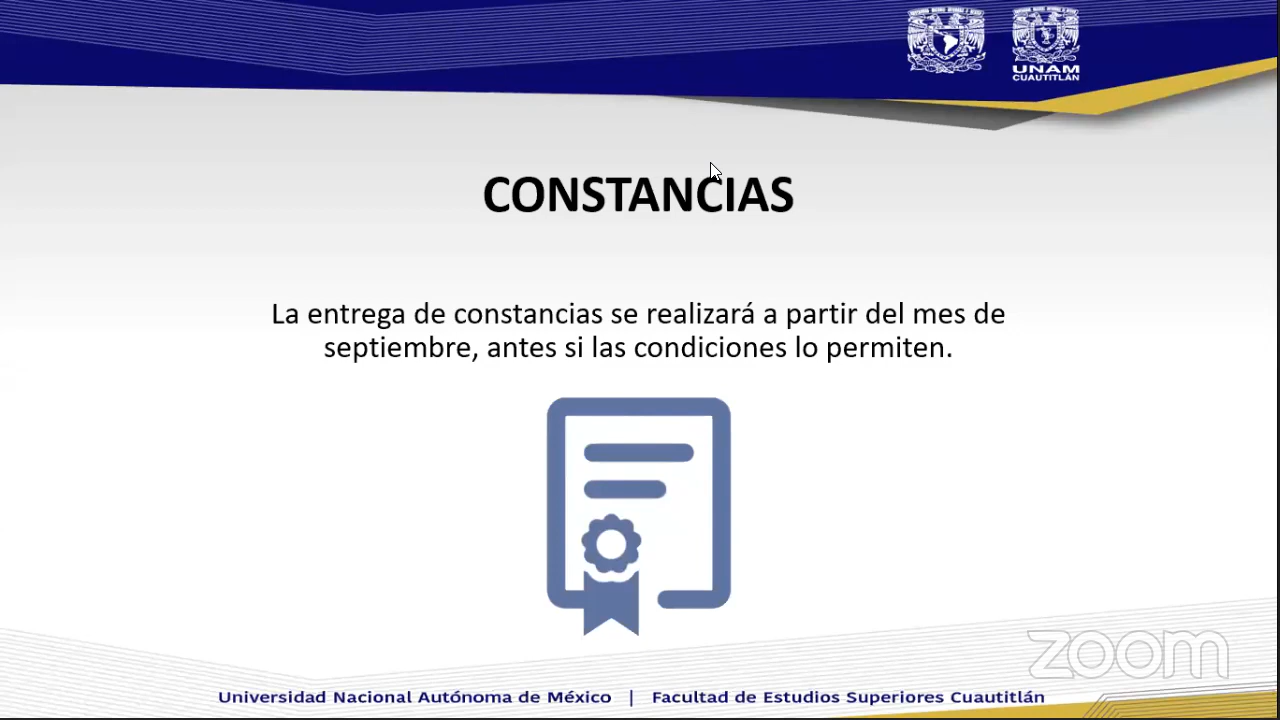 UNAM
CUAUTITLÁN
CONSTANCIAS
La entrega de constancias se realizará a partir del mes de
septiembre, antes si las condiciones lo permiten.
zoom
Universidad Nacional Autónoma de México | Facultad de Estudios Superiores Cuautitlán